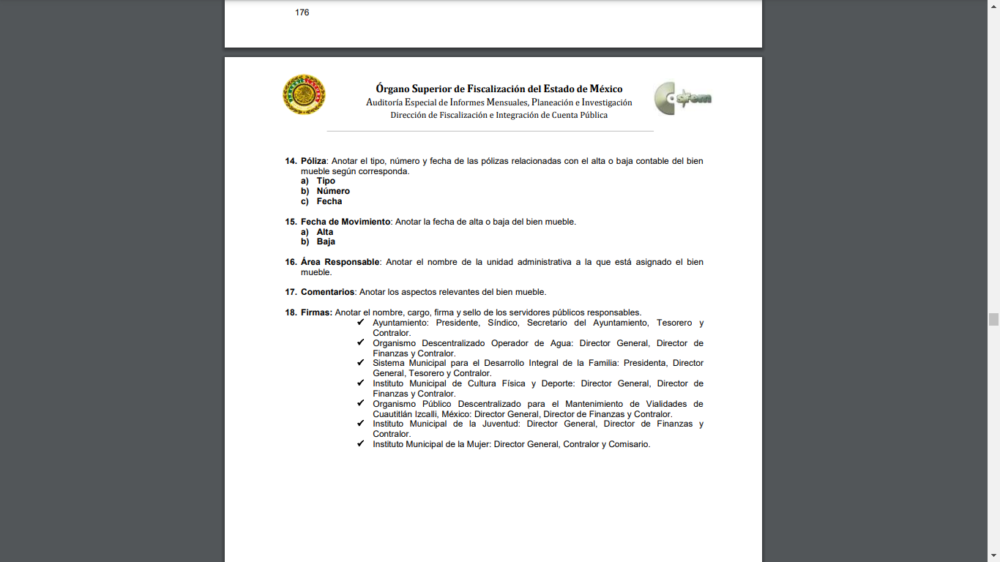 176
Órgano Superior de Fiscalización del Estado de México
Auditoría Especial de Informes Mensuales, Planeación e Investigación
Dirección de Fiscalización e Integración de Cuenta Pública
osfem
14. Póliza: Anotar el tipo, número y fecha de las pólizas relacionadas con el alta o baja contable del bien
mueble según corresponda.
a) Tipo
b) Número
c) Fecha
15. Fecha de Movimiento: Anotar la fecha de alta o baja del bien mueble.
a) Alta
b) Baja
16. Área Responsable: Anotar el nombre de la unidad administrativa a la que está asignado el bien
mueble.
17. Comentarios: Anotar los aspectos relevantes del bien mueble.
18. Firmas: Anotar el nombre, cargo, firma y sello de los servidores públicos responsables.
✓ Ayuntamiento: Presidente, Síndico, Secretario del Ayuntamiento, Tesorero y
Contralor.
✓ Organismo Descentralizado Operador de Agua: Director General, Director de
Finanzas y Contralor.
✓ Sistema Municipal para el Desarrollo Integral de la Familia: Presidenta, Director
General, Tesorero y Contralor.
✓ Instituto Municipal de Cultura Física y Deporte: Director General, Director de
Finanzas y Contralor.
✓ Organismo Público Descentralizado para el Mantenimiento de Vialidades de
Cuautitlán Izcalli, México: Director General, Director de Finanzas y Contralor.
✓ Instituto Municipal de la Juventud: Director General, Director de Finanzas y
Contralor.
✓ Instituto Municipal de la Mujer: Director General, Contralor y Comisario.